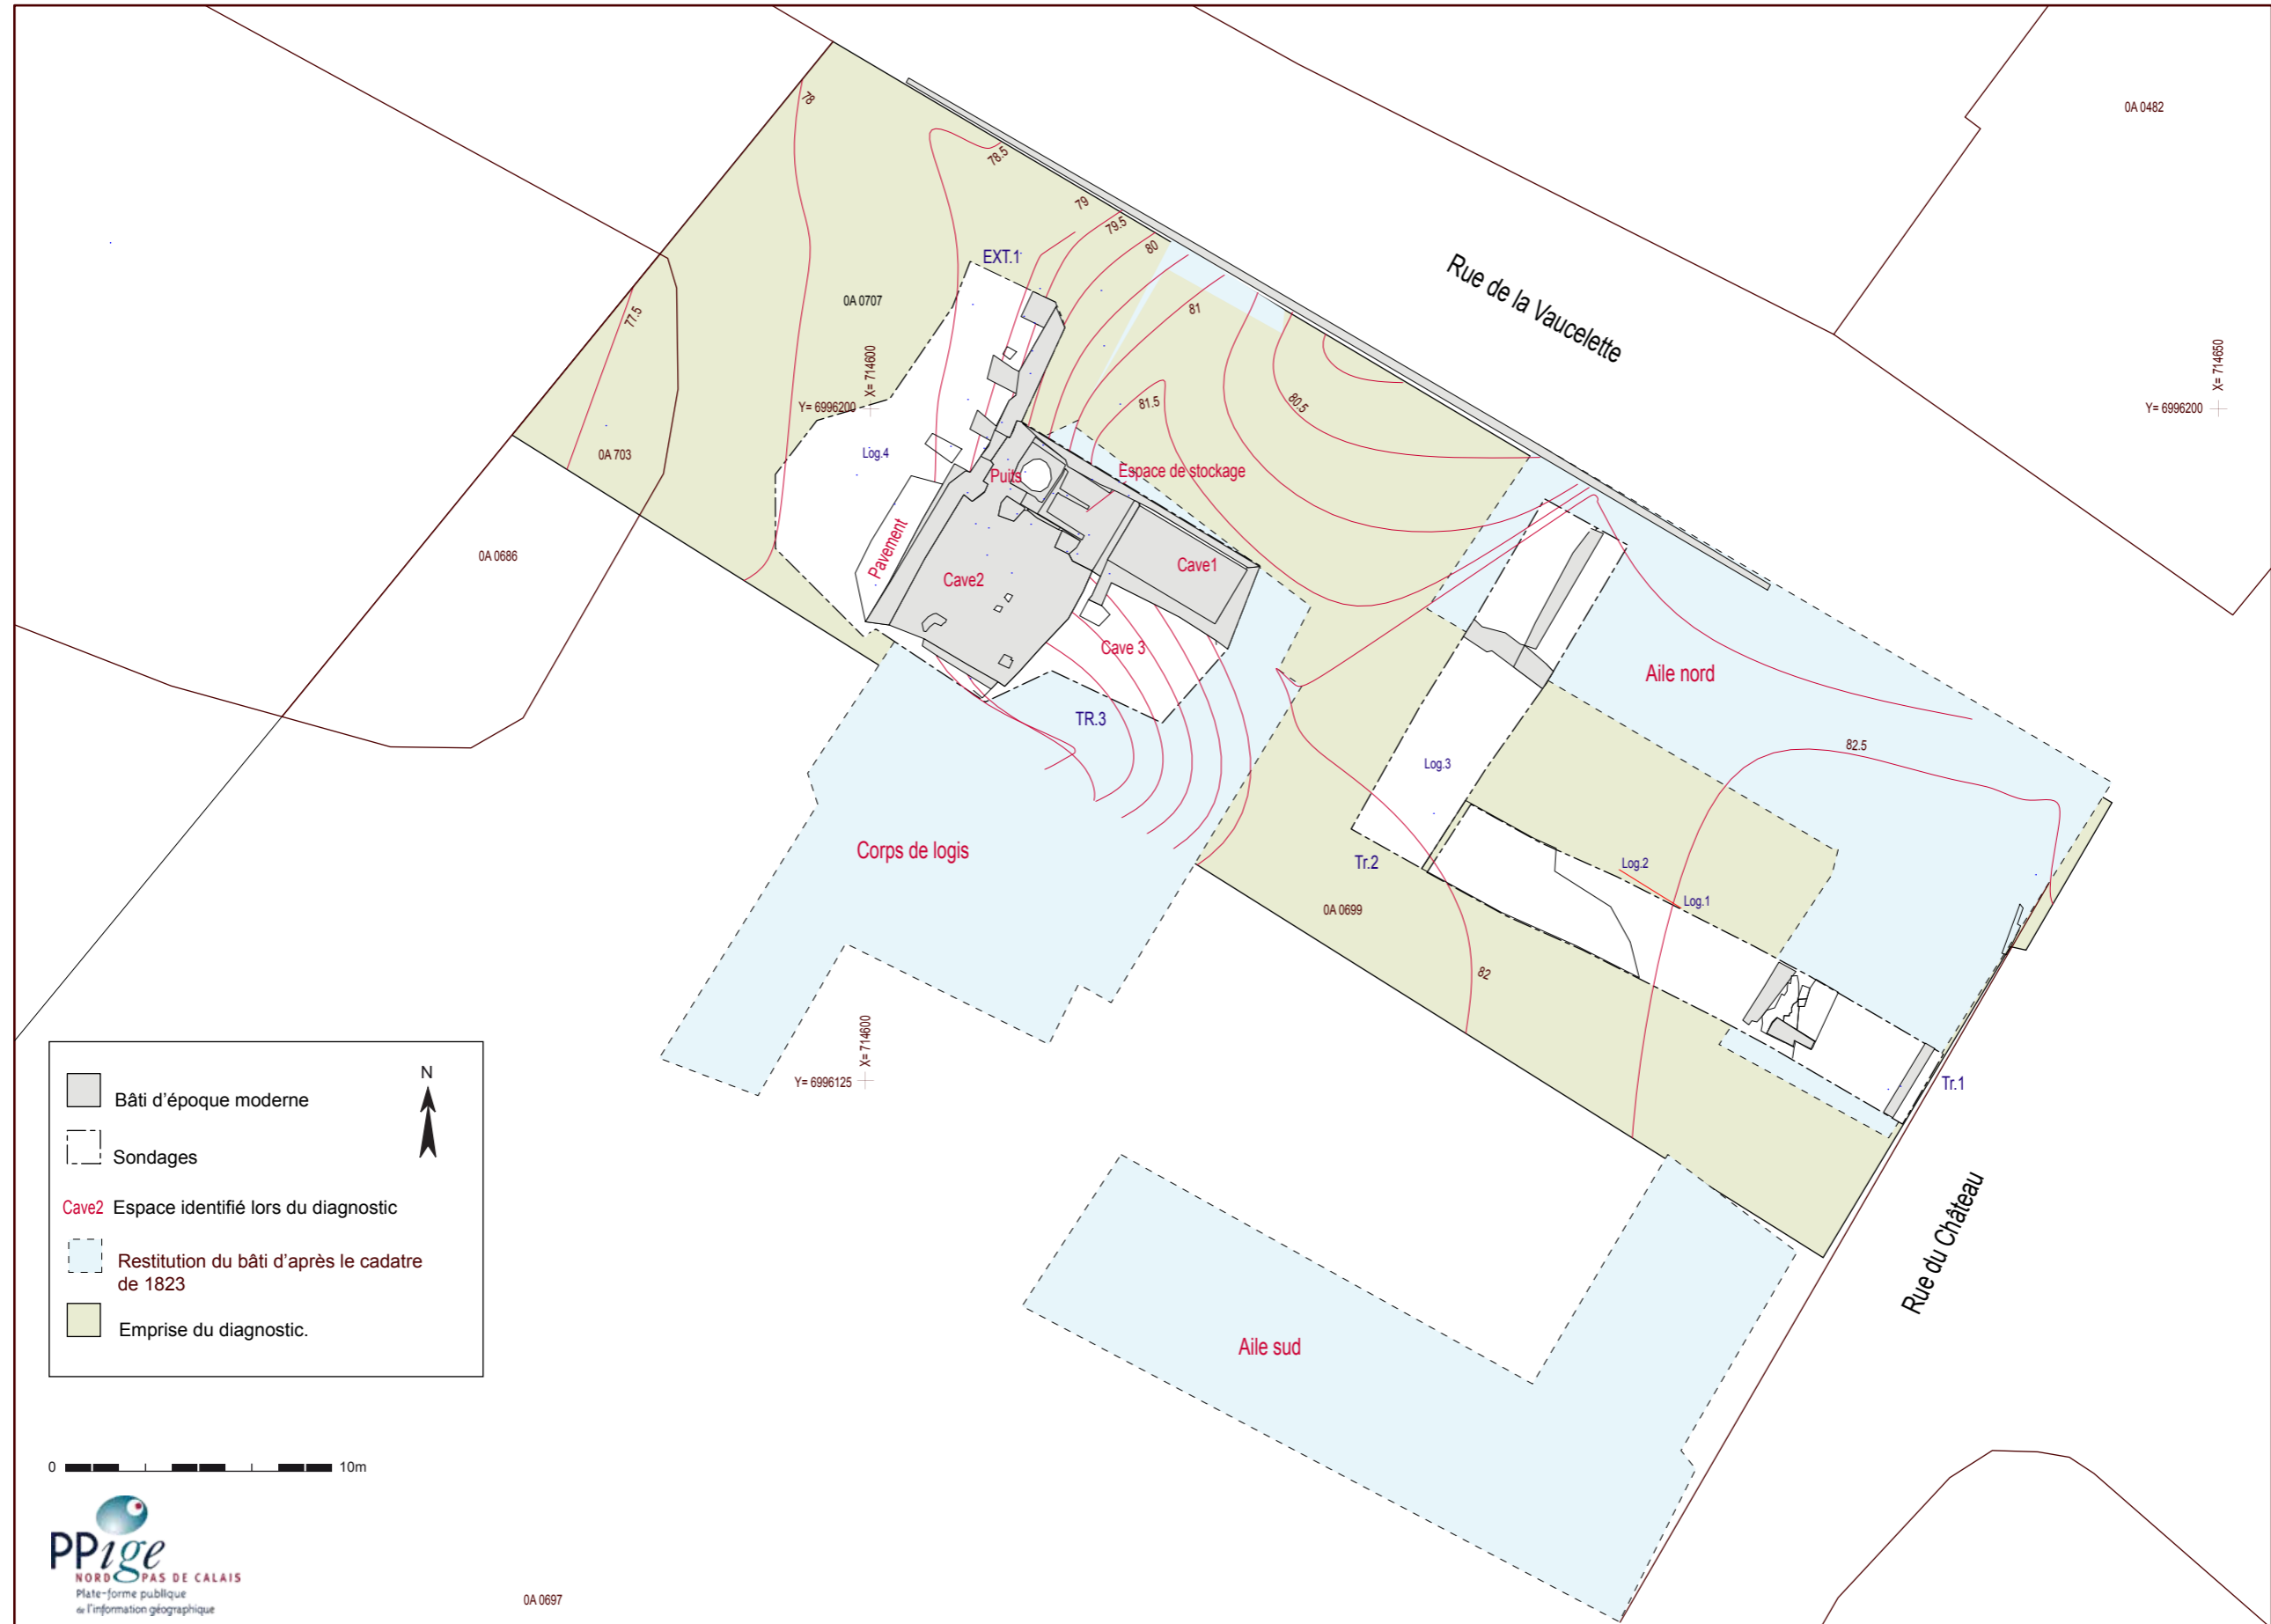 0A 0482
78
78.5
79
79.5
80
EXT.1
Rue de la Vaucelette
0A 0707
77.5
81
X= 714600
Y= 6996200
X= 714650
Y= 6996200
81.5
80.5
0A 703
Log.4
Puits
Espace de stockage
0A 0686
Pavement
Cave2
Cave1
Cave 3
Aile nord
TR.3
82.5
Log.3
Corps de logis
Tr.2
Log.2
Log.1
0A 0699
82
X= 714600
Y= 6996125
Tr.1
Rue du Château
Aile sud
N
Bâti d'époque moderne
Sondages
Cave2 Espace identifié lors du diagnostic
Restitution du bâti d'après le cadatre
de 1823
Emprise du diagnostic.
0 10m
PPige
NORD PAS DE CALAIS
Plate-forme publique
de l'information géographique
0A 0697